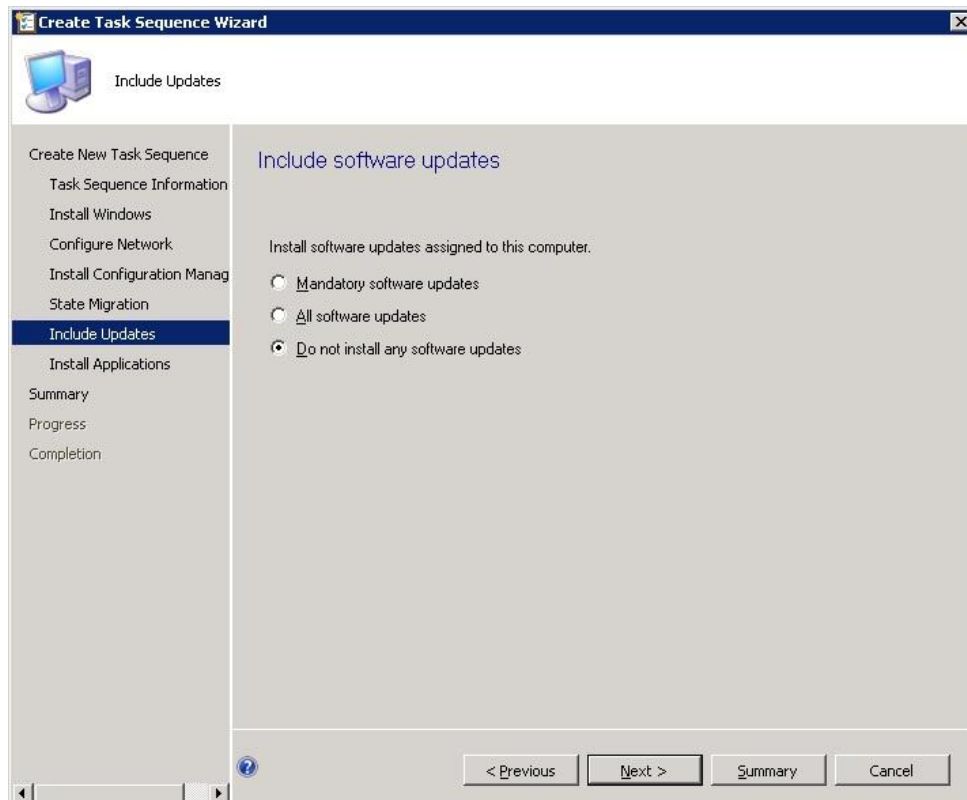 Create Task Sequence Wizard
Include Updates
Create New Task Sequence
Task Sequence Information
Install Windows
Configure Network
Install Configuration Manag
State Migration
Include Updates
Install Applications
Summary
Progress
Completion
Include software updates
Install software updates assigned to this computer.
Mandatory software updates
All software updates
Do not install any software updates
< Previous
Next >
Summary
Cancel